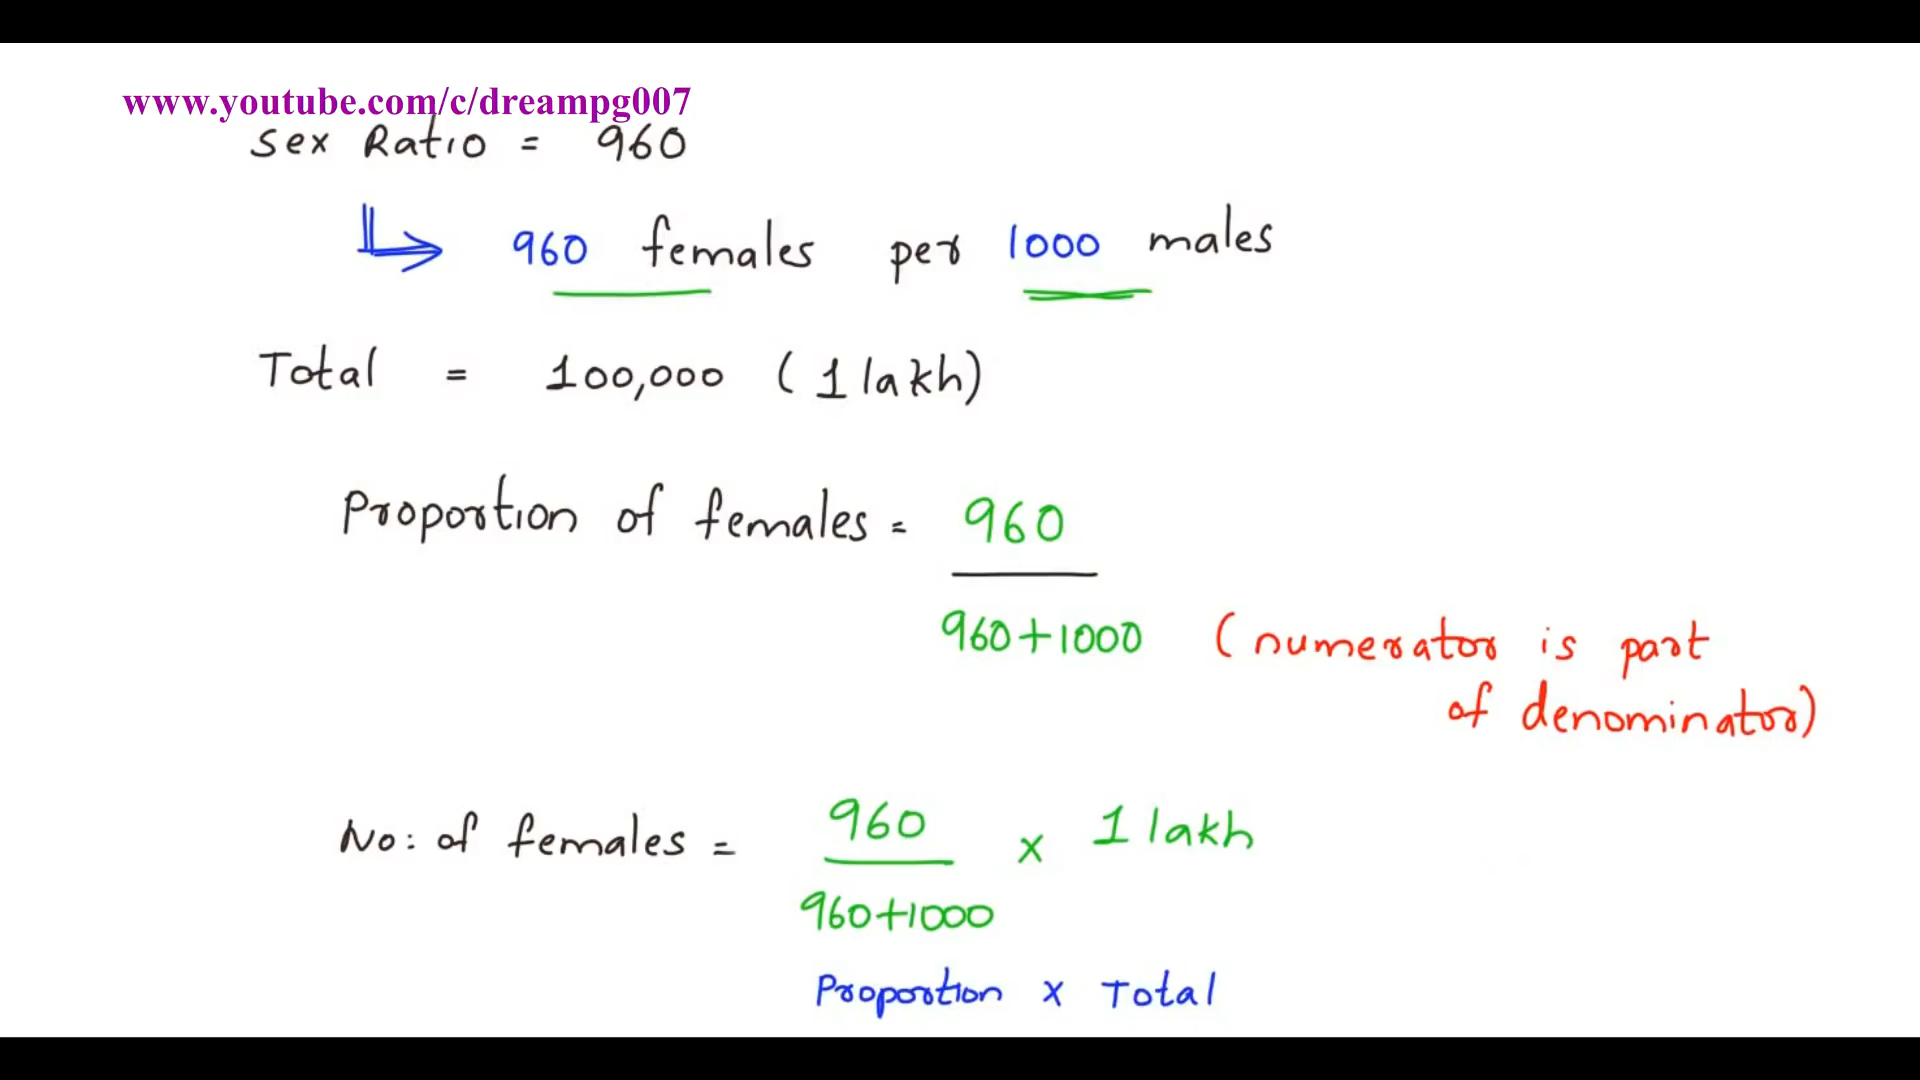 www.youtube.com/c/dreampg007
Sex Ratio = 960
960 females per 1000 males
Total = 100,000 (1 lakh)
Proportion of females = 960
960+1000 (numerator is part
of denominator)
No: of females = 960 × 1 lakh
960+1000
Proportion × Total